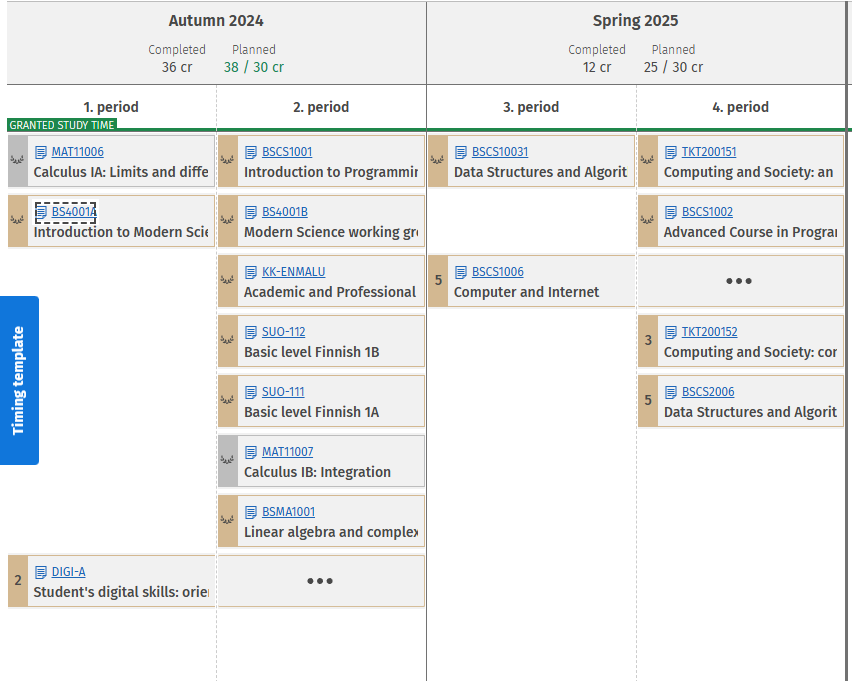 Autumn 2024
Spring 2025
Completed Planned
36 cr 38 / 30 cr
Completed Planned
12 cr 25 / 30 cr
1. period
2. period
3. period
4. period
GRANTED STUDY TIME
MAT11006
Calculus IA: Limits and diffe
BSCS1001
Introduction to Programmin
BSCS10031
Data Structures and Algorit
TKT200151
Computing and Society: an
BS4001A
Introduction to Modern Scie
BS4001B
Modern Science working gro
BSCS1002
Advanced Course in Program
KK-ENMALU
Academic and Professional
5
BSCS1006
Computer and Internet
•••
SUO-112
Basic level Finnish 1B
3
TKT200152
Computing and Society: cor
Timing template
SUO-111
Basic level Finnish 1A
5
BSCS2006
Data Structures and Algorit
MAT11007
Calculus IB: Integration
BSMA1001
Linear algebra and complex
2
DIGI-A
Student's digital skills: orie
•••